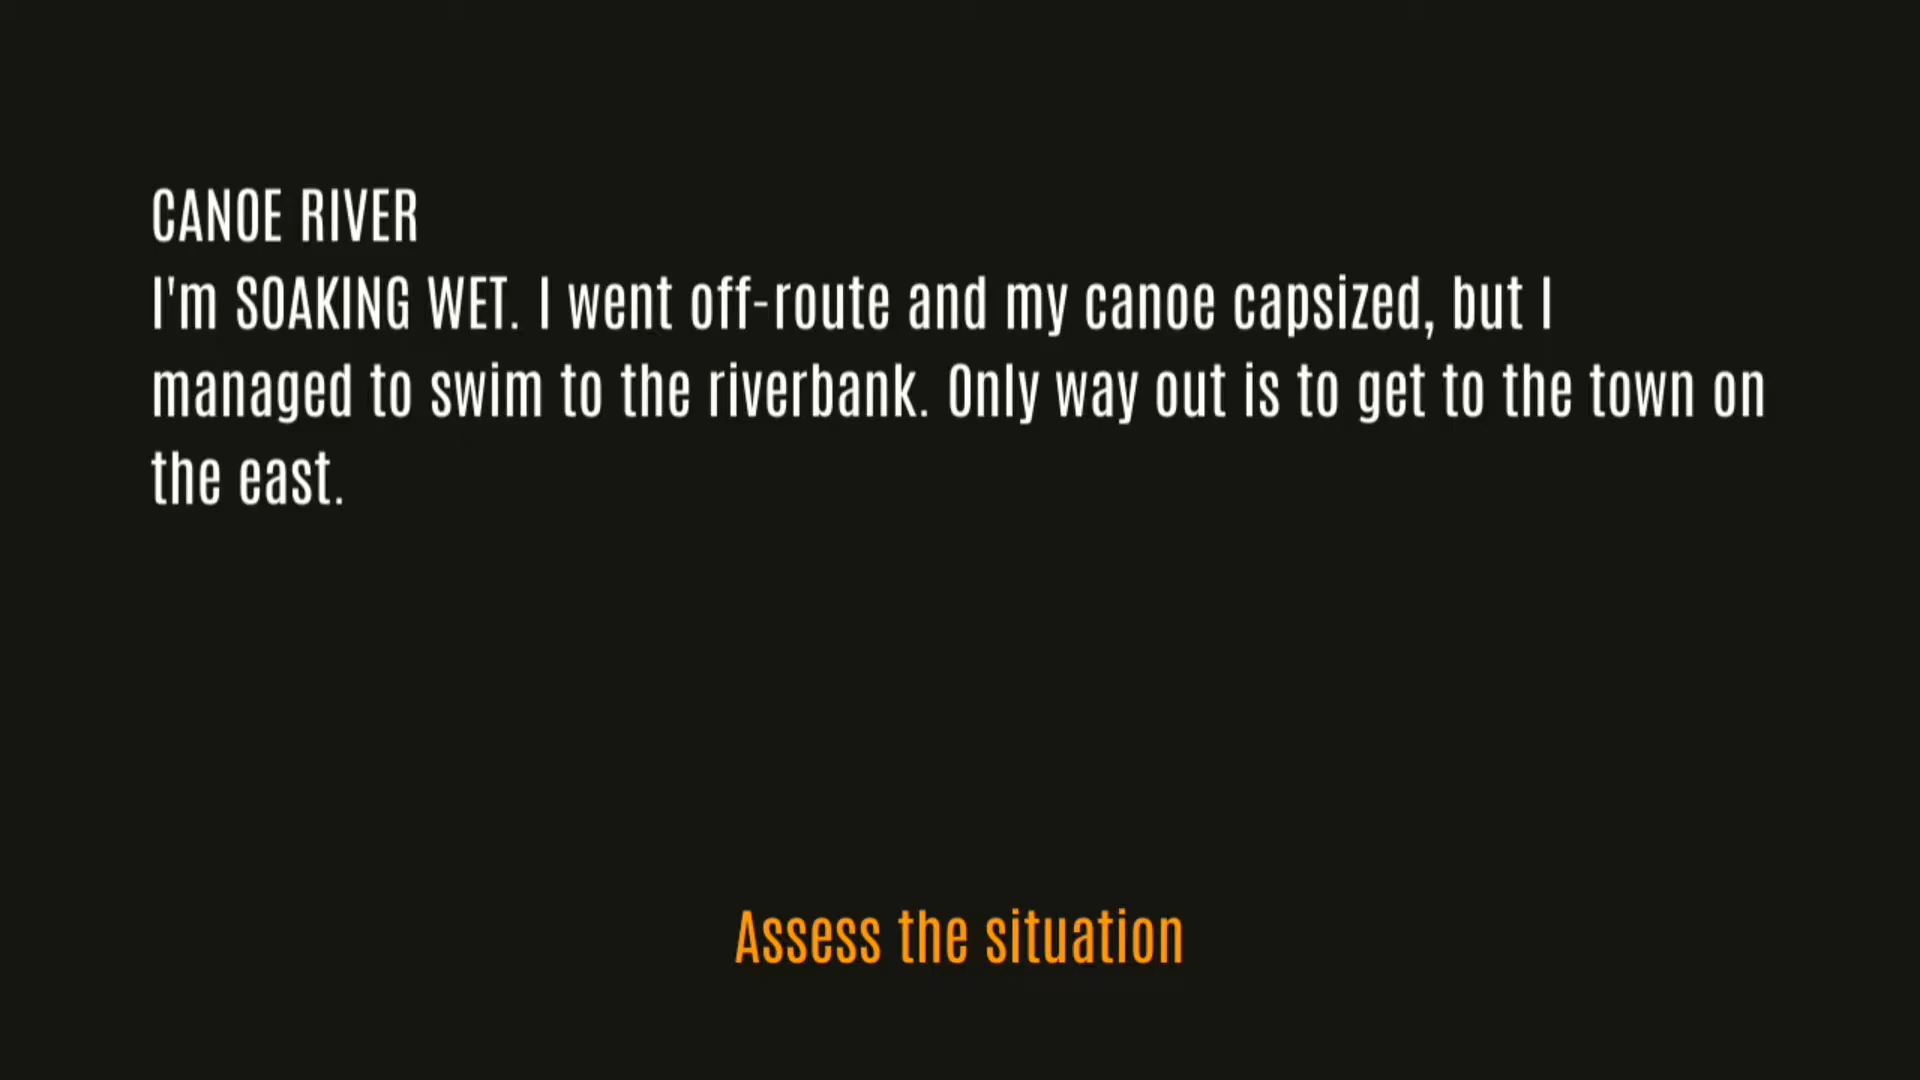 CANOE RIVER
I'm SOAKING WET. I went off-route and my canoe capsized, but I
managed to swim to the riverbank. Only way out is to get to the town on
the east.
Assess the situation